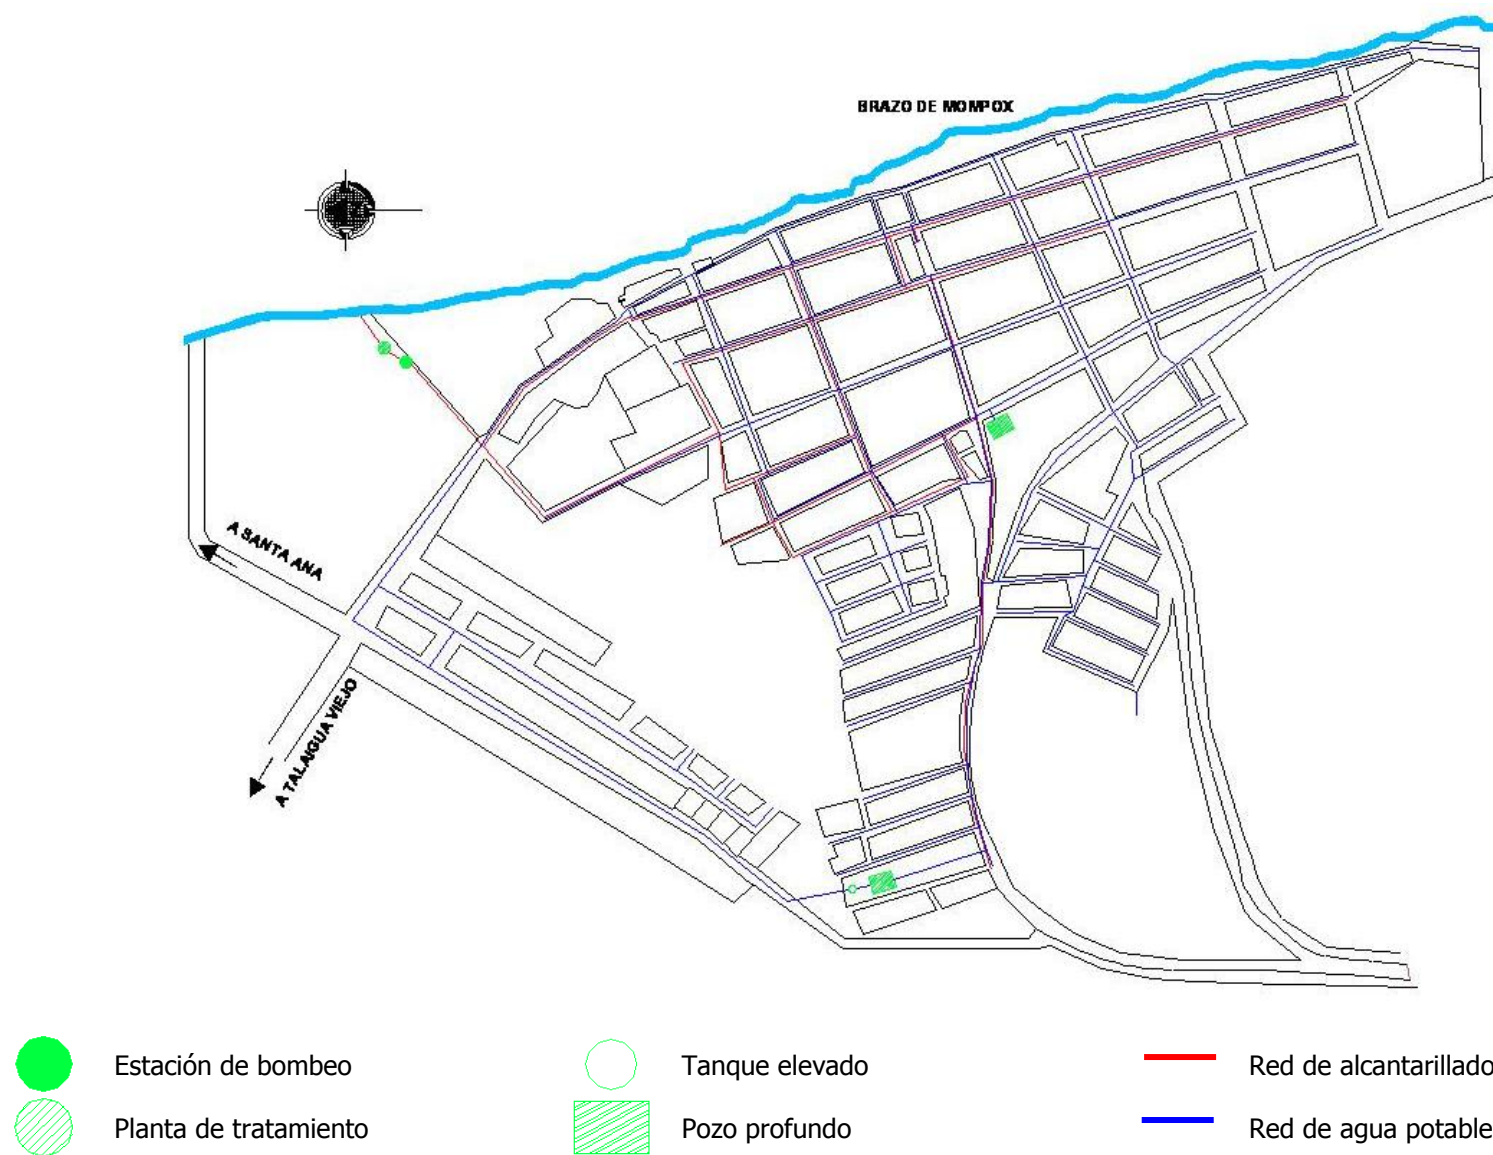 BRAZO DE MOMPOX
A SANTA ANA
A TALAIGUA VIEJO
Estación de bombeo
Tanque elevado
Red de alcantarillado
Planta de tratamiento
Pozo profundo
Red de agua potable